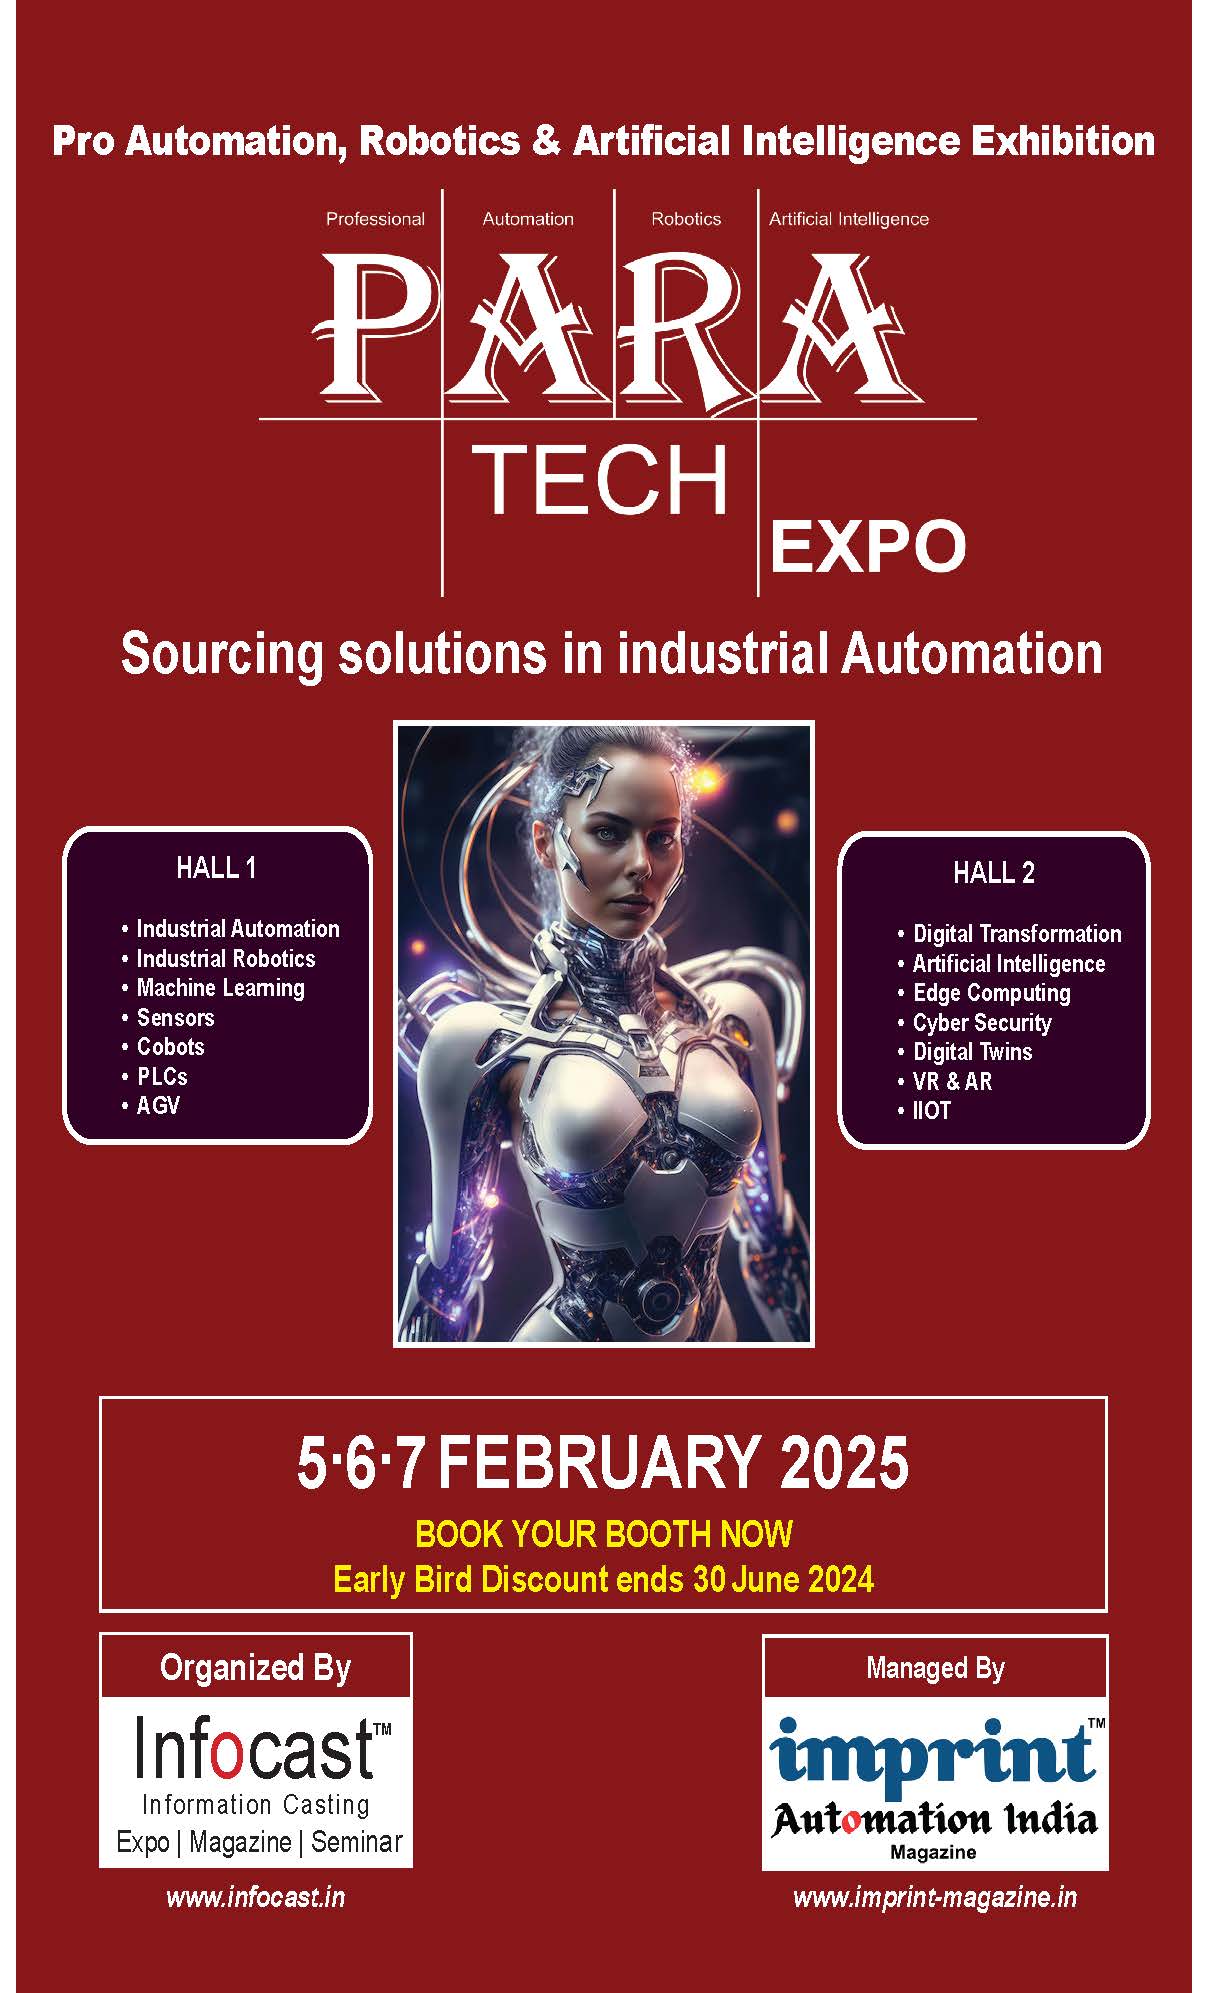 Pro Automation, Robotics & Artificial Intelligence Exhibition
Professional Automation Robotics Artificial Intelligence
PARA
TECH
EXPO
Sourcing solutions in industrial Automation
HALL 1
• Industrial Automation
• Industrial Robotics
• Machine Learning
• Sensors
• Cobots
• PLCs
• AGV
HALL 2
• Digital Transformation
• Artificial Intelligence
• Edge Computing
• Cyber Security
• Digital Twins
• VR & AR
• IIOT
5·6·7 FEBRUARY 2025
BOOK YOUR BOOTH NOW
Early Bird Discount ends 30 June 2024
Organized By
Infocast™
Information Casting
Expo | Magazine | Seminar
www.infocast.in
Managed By
imprint™
Automation India
Magazine
www.imprint-magazine.in